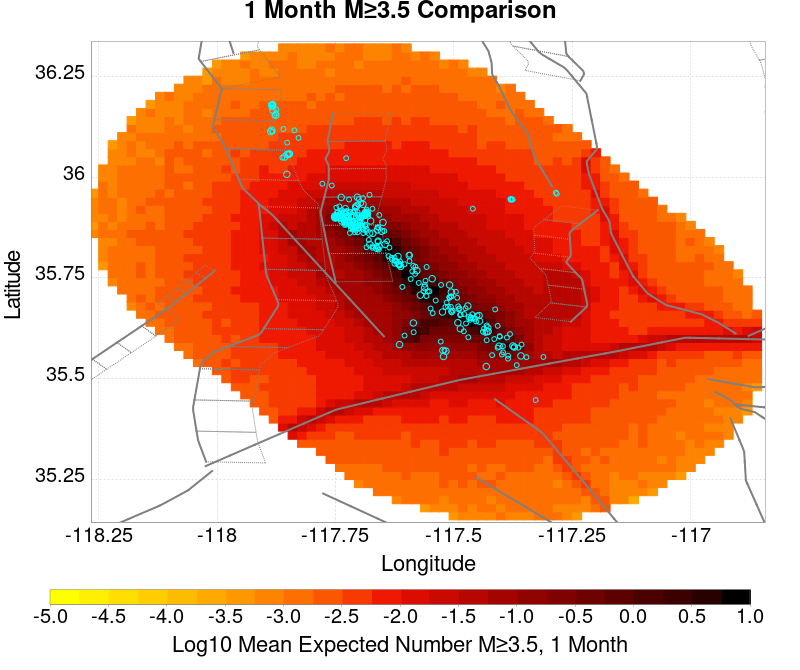 1 Month M≥3.5 Comparison
36.25
36
35.75
35.5
35.25
Latitude
-118.25 -118 -117.75 -117.5 -117.25 -117
Longitude
-5.0 -4.5 -4.0 -3.5 -3.0 -2.5 -2.0 -1.5 -1.0 -0.5 0.0 0.5 1.0
Log10 Mean Expected Number M≥3.5, 1 Month